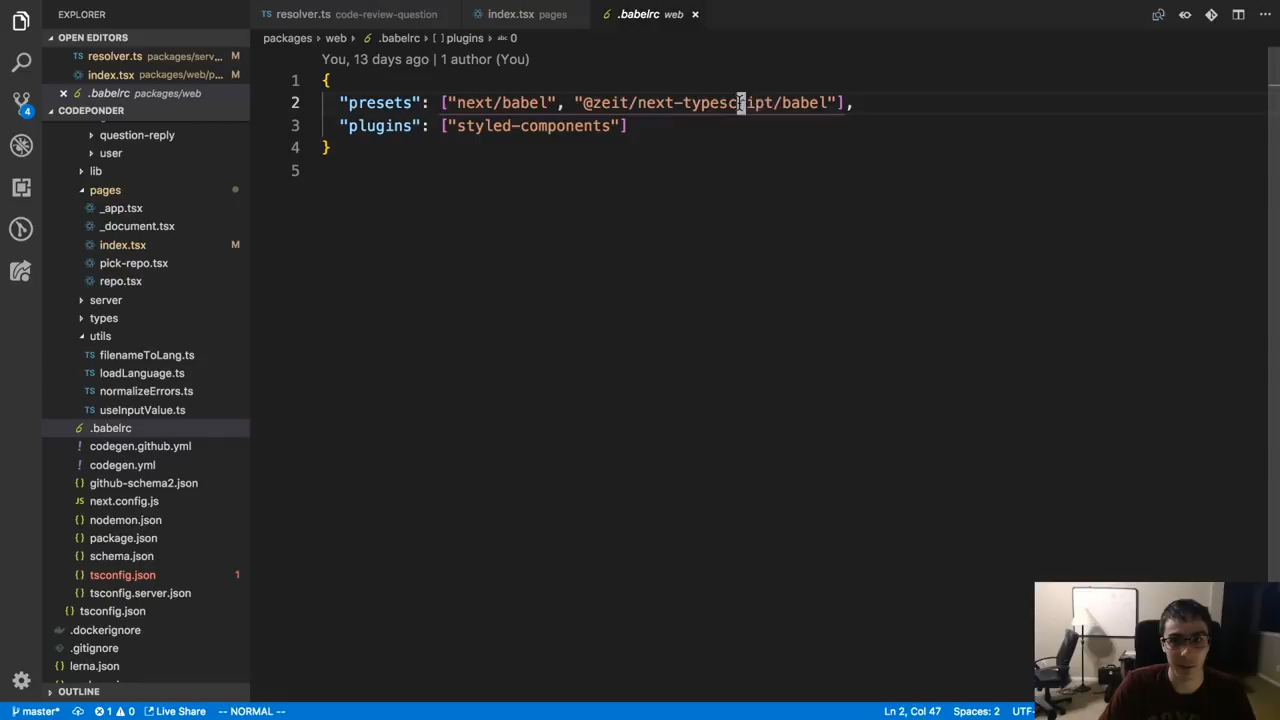 EXPLORER
OPEN EDITORS
resolver.ts packages/serv... M
index.tsx packages/web/p... M
.babelrc packages/web
CODEPONDER
question-reply
user
lib
pages
_app.tsx
_document.tsx
index.tsx M
pick-repo.tsx
repo.tsx
server
types
utils
filenameToLang.ts
loadLanguage.ts
normalizeErrors.ts
useInputValue.ts
.babelrc
codegen.github.yml
codegen.yml
github-schema2.json
next.config.js
nodemon.json
package.json
schema.json
tsconfig.json 1
tsconfig.server.json
tsconfig.json
.dockerignore
.gitignore
lerna.json
OUTLINE
4
resolver.ts code-review-question
index.tsx pages
.babelrc web
packages › web › .babelrc › [ ] plugins › abc 0
You, 13 days ago | 1 author (You)
1 {
2 "presets": ["next/babel", "@zeit/next-typescript/babel"],
3 "plugins": ["styled-components"]
4 }
5
master* 1 0 Live Share -- NORMAL -- Ln 2, Col 47 Spaces: 2 UTF-